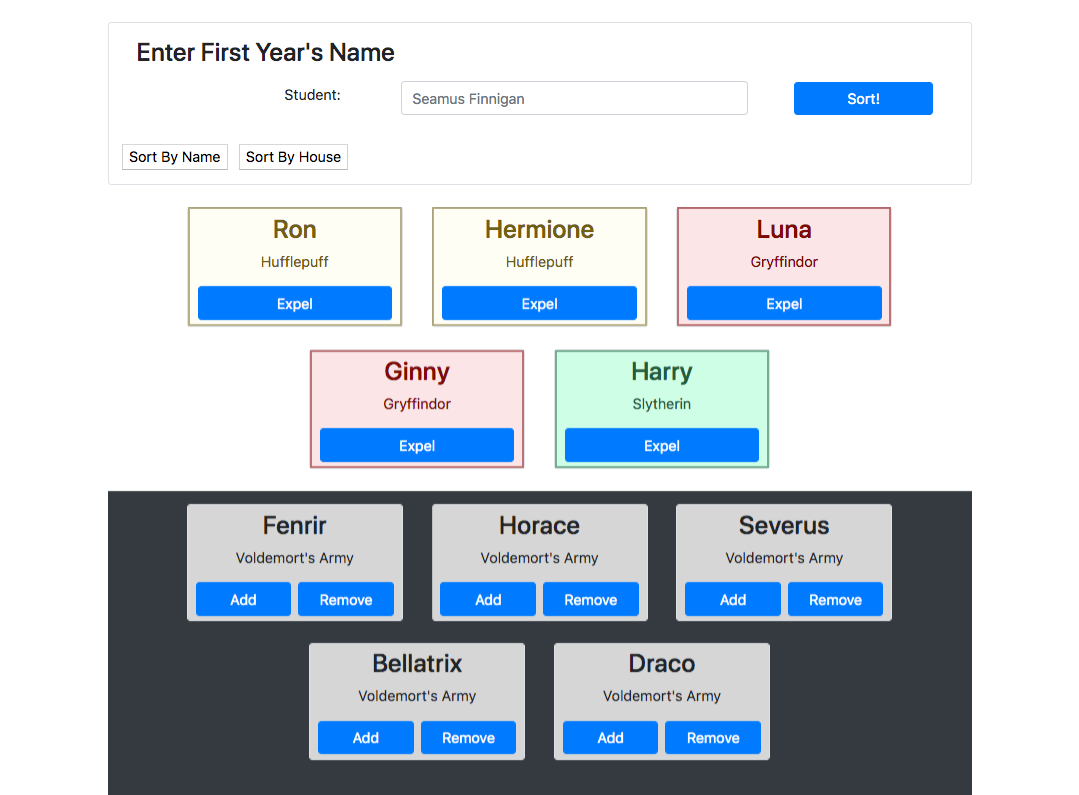 Enter First Year's Name
Student: Seamus Finnigan Sort!
Sort By Name Sort By House
Ron Hermione Luna
Hufflepuff Hufflepuff Gryffindor
Expel Expel Expel
Ginny Harry
Gryffindor Slytherin
Expel Expel
Fenrir Horace Severus
Voldemort's Army Voldemort's Army Voldemort's Army
Add Remove Add Remove Add Remove
Bellatrix Draco
Voldemort's Army Voldemort's Army
Add Remove Add Remove